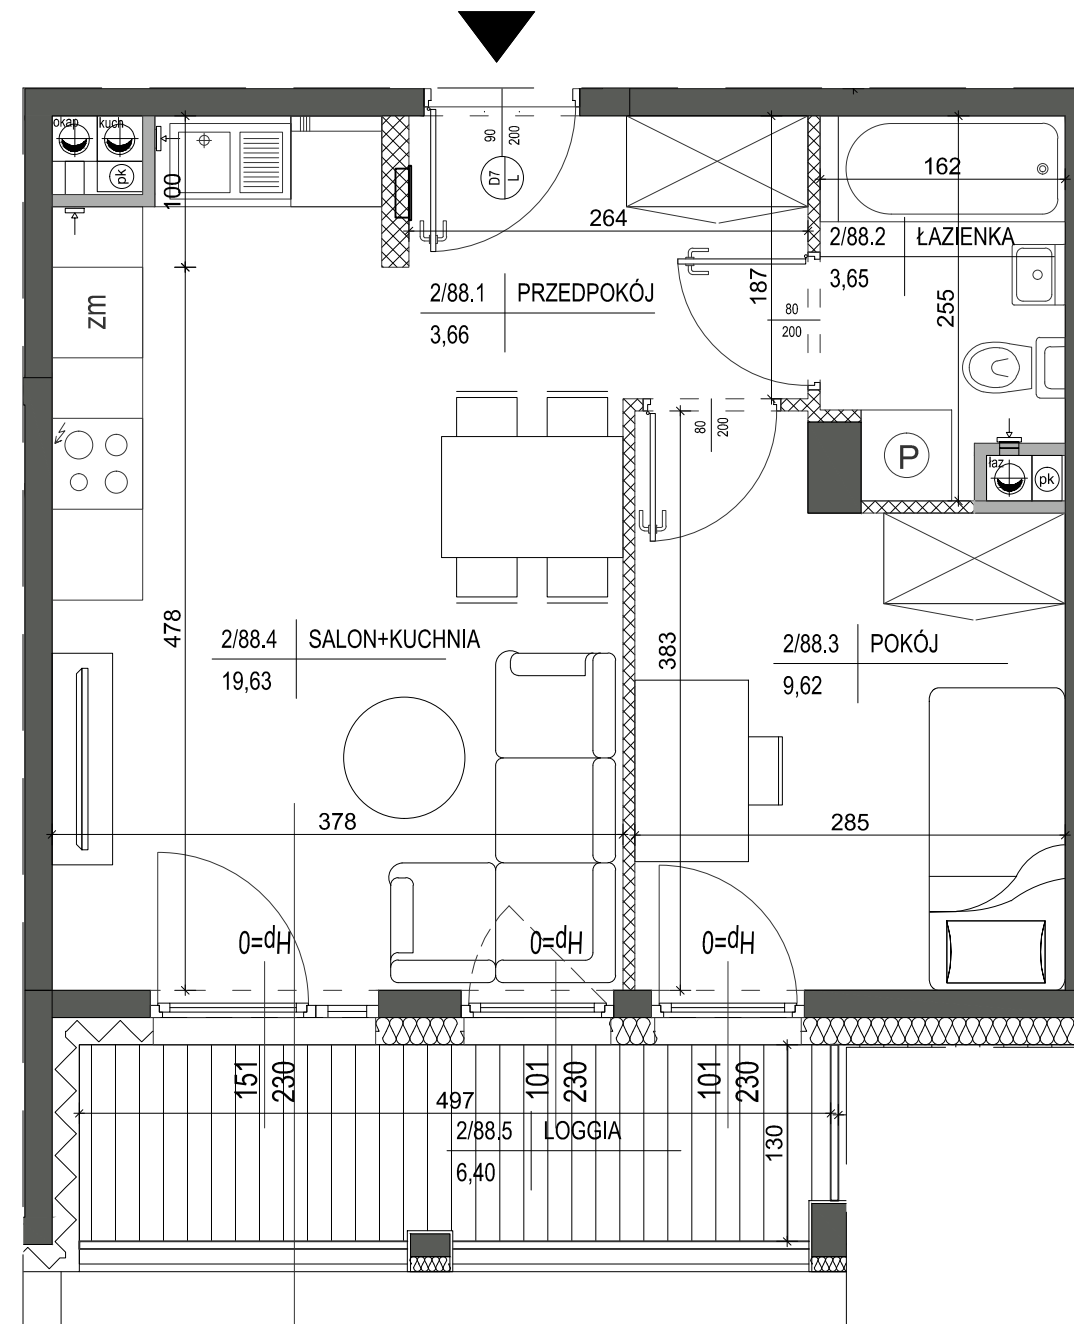 okap
kuch
pk
100
90
200
D7
L
264
162
2/88.2 ŁAZIENKA
3,65
2/88.1 PRZEDPOKÓJ
3,66
187
255
80
200
zm
80
200
P
łaz
pk
478
2/88.4 SALON+KUCHNIA
19,63
383
2/88.3 POKÓJ
9,62
378
285
Hp=0
Hp=0
Hp=0
151
230
101
230
101
230
497
2/88.5 LOGGIA
6,40
130